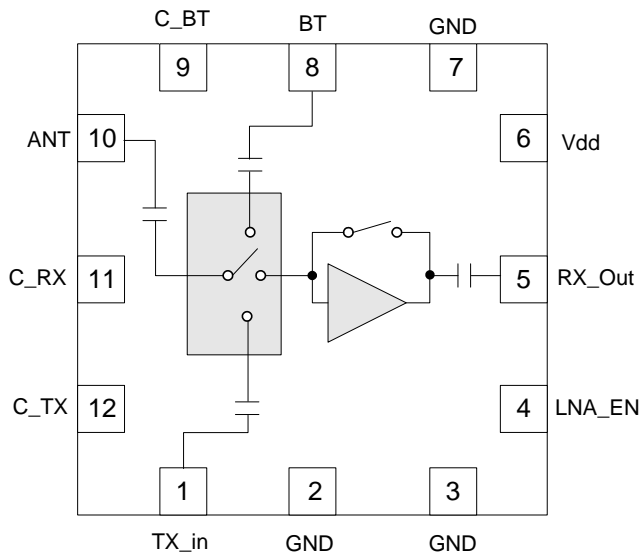 C_BT
BT
GND
9
8
7
ANT
10
6
Vdd
C_RX
11
5
RX_Out
C_TX
12
4
LNA_EN
1
2
3
TX_in
GND
GND